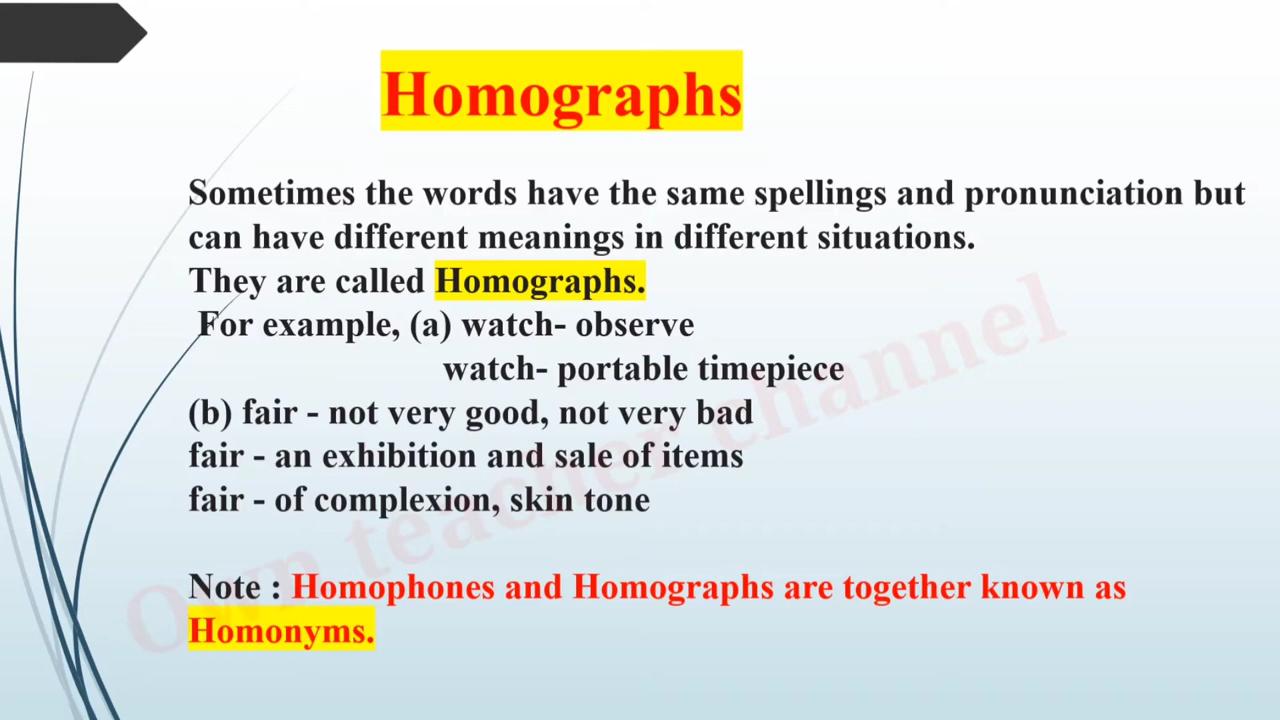 Homographs
Sometimes the words have the same spellings and pronunciation but
can have different meanings in different situations.
They are called Homographs.
For example, (a) watch- observe
watch- portable timepiece
(b) fair - not very good, not very bad
fair - an exhibition and sale of items
fair - of complexion, skin tone
Note : Homophones and Homographs are together known as
Homonyms.
Own teacher channel